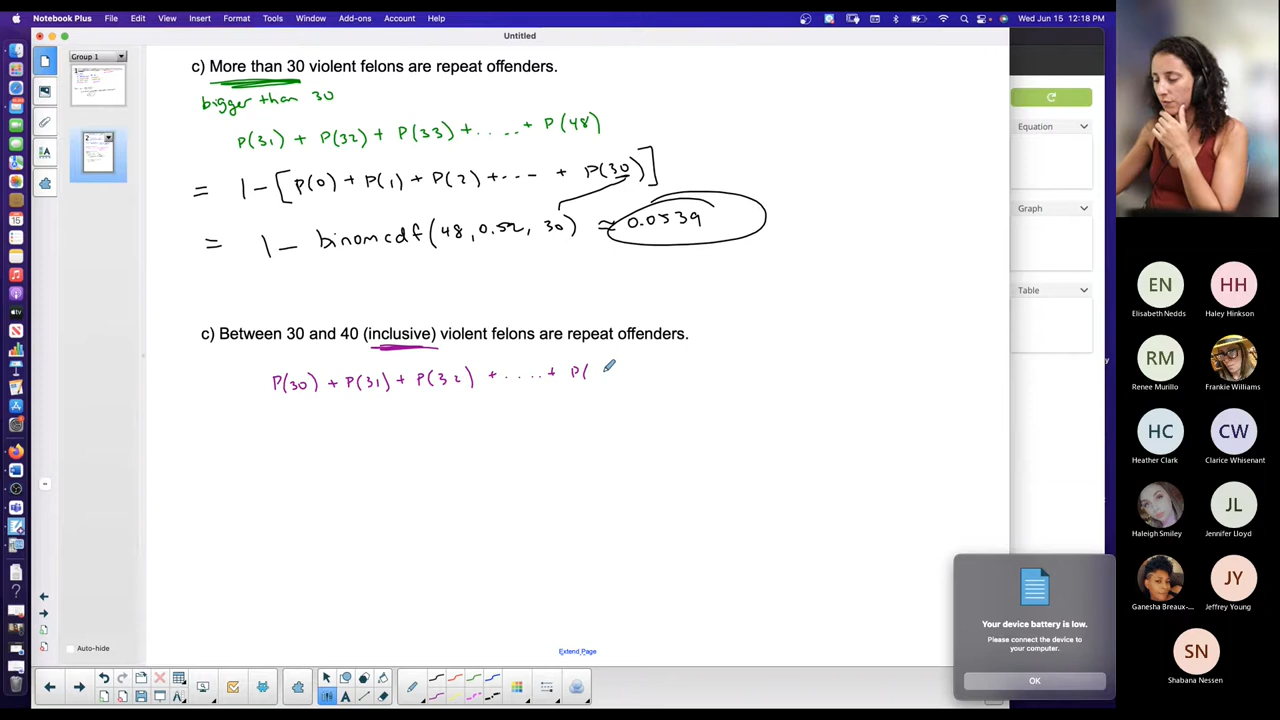 Notebook Plus File Edit View Insert Format Tools Window Add-ons Account Help Wed Jun 15 12:18 PM
Untitled
Group 1
c) More than 30 violent felons are repeat offenders.
bigger than 30
P(31) + P(32) + P(33) + ..... + P(48)
= 1 - [P(0) + P(1) + P(2) + ... + P(30)]
= 1 - binomcdf(48, 0.52, 30) ≈ 0.0539
c) Between 30 and 40 (inclusive) violent felons are repeat offenders.
P(30) + P(31) + P(32) + ..... + P(
Extend Page
Auto-hide
Equation
Graph
Table
Your device battery is low.
Please connect the device to
your computer.
OK
EN
Elisabeth Nedds
HH
Haley Hinkson
RM
Renee Murillo
Frankie Williams
HC
Heather Clark
CW
Clarice Whisenant
Haleigh Smiley
JL
Jennifer Lloyd
Ganesha Breaux-...
JY
Jeffrey Young
SN
Shabana Nessen